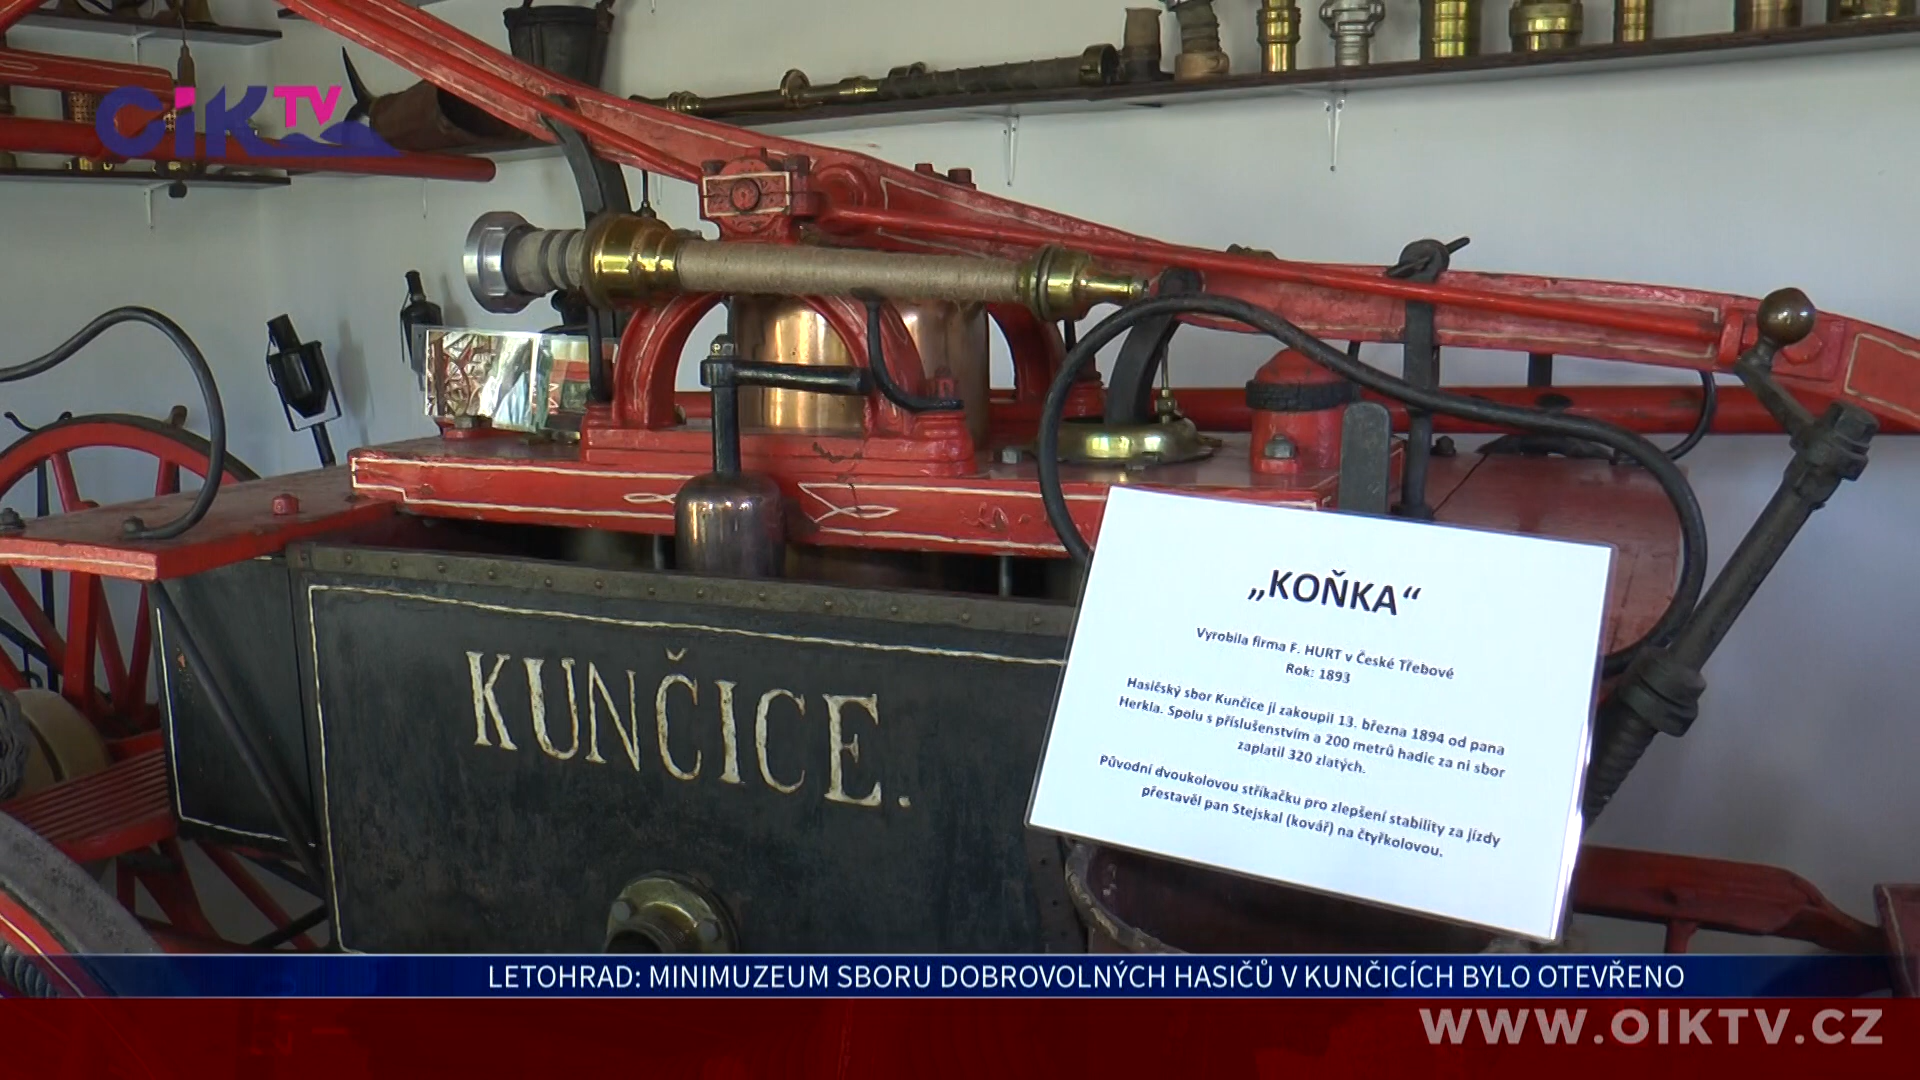 OIK TV
„KOŇKA“
Vyrobila firma F. HURT v České Třebové
Rok: 1893
Hasičský sbor Kunčice ji zakoupil 13. března 1894 od pana
Herkla. Spolu s příslušenstvím a 200 metrů hadic za ni sbor
zaplatil 320 zlatých.
Původní dvoukolovou stříkačku pro zlepšení stability za jízdy
přestavěl pan Stejskal (kovář) na čtyřkolovou.
KUNČICE.
LETOHRAD: MINIMUZEUM SBORU DOBROVOLNÝCH HASIČŮ V KUNČICÍCH BYLO OTEVŘENO
WWW.OIKTV.CZ